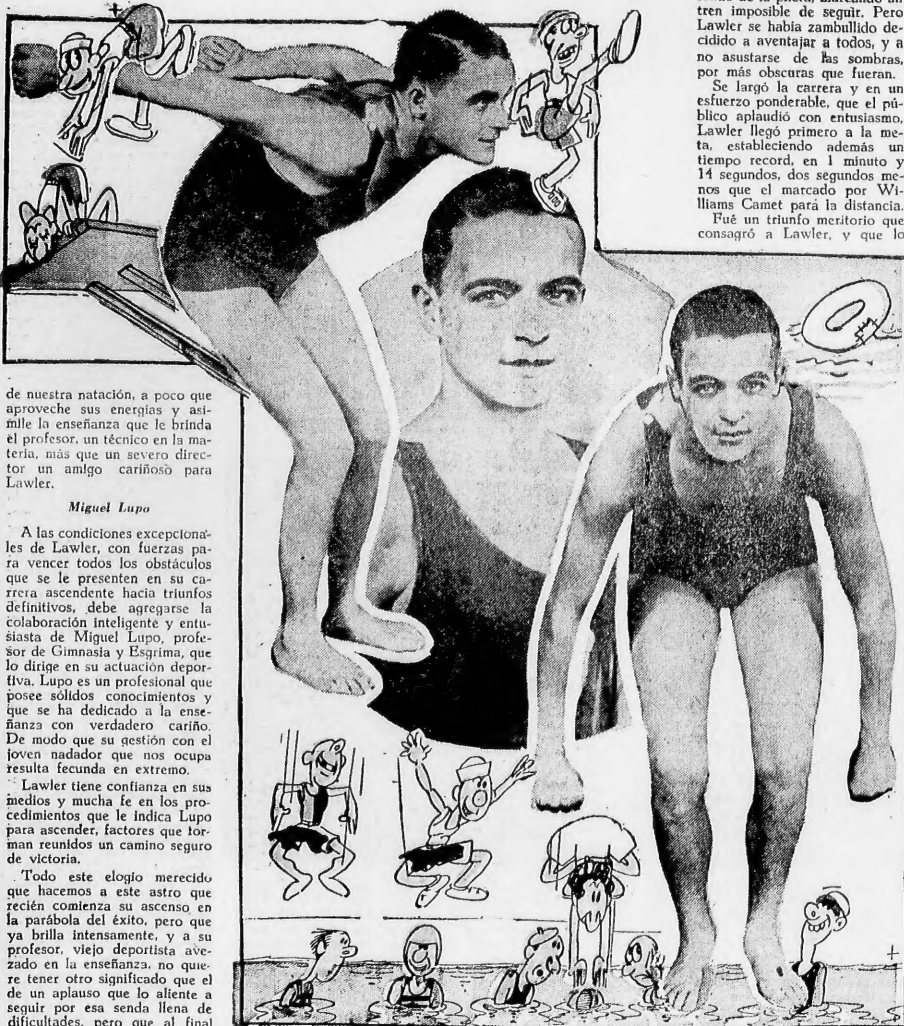 de nuestra natación, a poco que
aproveche sus energías y asi-
mile la enseñanza que le brinda
el profesor, un técnico en la ma-
teria, más que un severo direc-
tor un amigo cariñoso para
Lawler.
Miguel Lupo
A las condiciones excepciona-
les de Lawler, con fuerzas pa-
ra vencer todos los obstáculos
que se le presenten en su ca-
rrera ascendente hacia triunfos
definitivos, debe agregarse la
colaboración inteligente y entu-
siasta de Miguel Lupo, profe-
sor de Gimnasia y Esgrima, que
lo dirige en su actuación depor-
tiva. Lupo es un profesional que
posee sólidos conocimientos y
que se ha dedicado a la ense-
ñanza con verdadero cariño.
De modo que su gestión con el
joven nadador que nos ocupa
resulta fecunda en extremo.
Lawler tiene confianza en sus
medios y mucha fe en los pro-
cedimientos que le indica Lupo
para ascender, factores que tor-
man reunidos un camino seguro
de victoria.
Todo este elogio merecido
que hacemos a este astro que
recién comienza su ascenso en
la parábola del éxito, pero que
ya brilla intensamente, y a su
profesor, viejo deportista ave-
zado en la enseñanza, no quie-
re tener otro significado que el
de un aplauso que lo aliente a
seguir por esa senda llena de
dificultades, pero que al final
de la pileta, marcando un
tren imposible de seguir. Pero
Lawler se había zambullido de-
cidido a aventajar a todos, y a
no asustarse de las sombras,
por más obscuras que fueran.
Se largó la carrera y en un
esfuerzo ponderable, que el pú-
blico aplaudió con entusiasmo,
Lawler llegó primero a la me-
ta, estableciendo además un
tiempo record, en 1 minuto y
14 segundos, dos segundos me-
nos que el marcado por Wi-
lliams Camet pará la distancia.
Fué un triunfo meritorio que
consagró a Lawler, y que lo